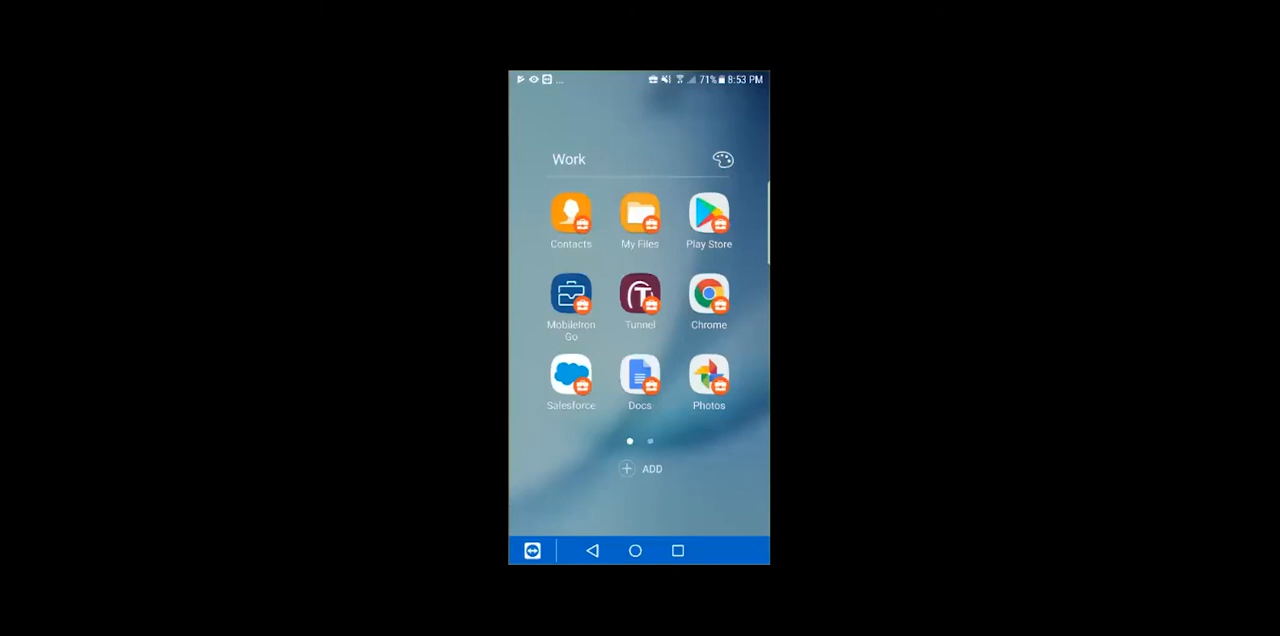 ... 71% 8:53 PM
Work
Contacts My Files Play Store
MobileIron Tunnel Chrome
Go
Salesforce Docs Photos
ADD